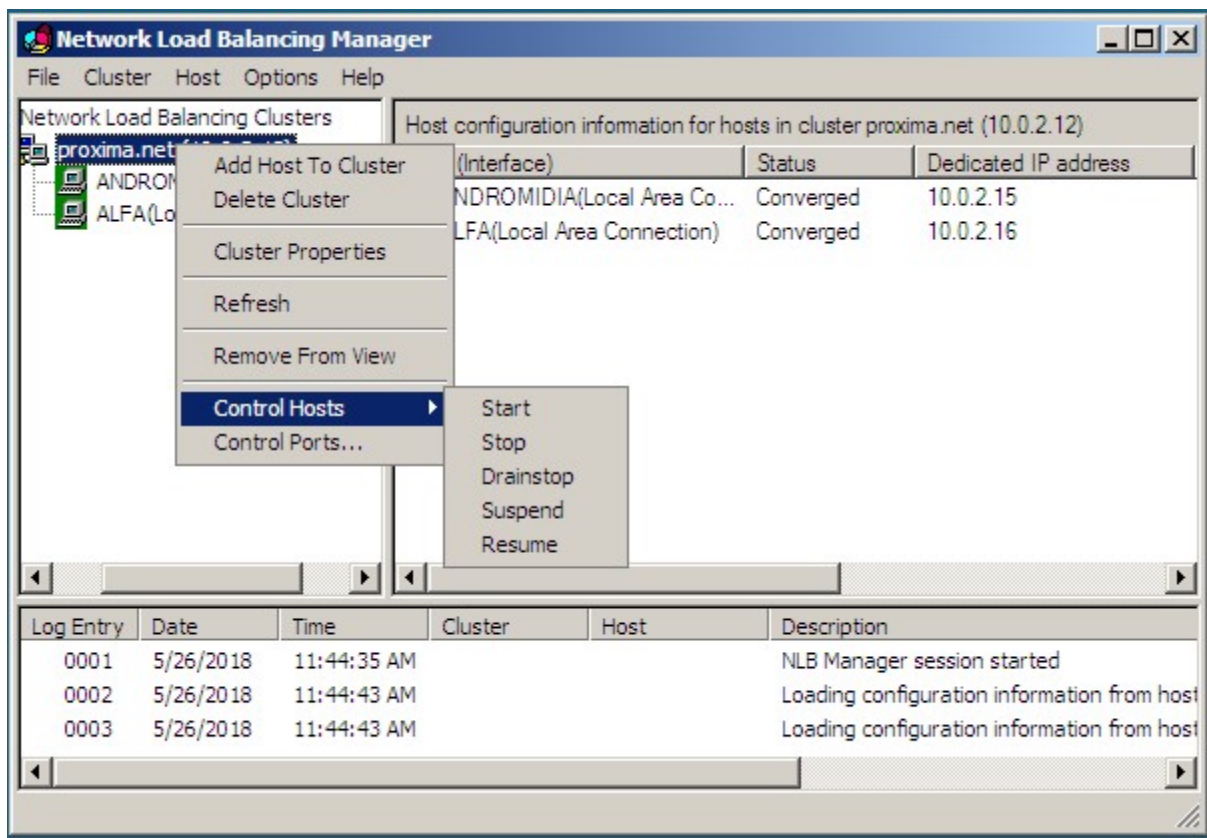 Network Load Balancing Manager
File Cluster Host Options Help
Network Load Balancing Clusters
proxima.net
ALFA(Lo
Host configuration information for hosts in cluster proxima.net (10.0.2.12)
(Interface) Status Dedicated IP address
NDROMIDIA(Local Area Co... Converged 10.0.2.15
LFA(Local Area Connection) Converged 10.0.2.16
Add Host To Cluster
Delete Cluster
Cluster Properties
Refresh
Remove From View
Control Hosts
Control Ports...
Start
Stop
Drainstop
Suspend
Resume
Log Entry Date Time Cluster Host Description
0001 5/26/2018 11:44:35 AM NLB Manager session started
0002 5/26/2018 11:44:43 AM Loading configuration information from host
0003 5/26/2018 11:44:43 AM Loading configuration information from host